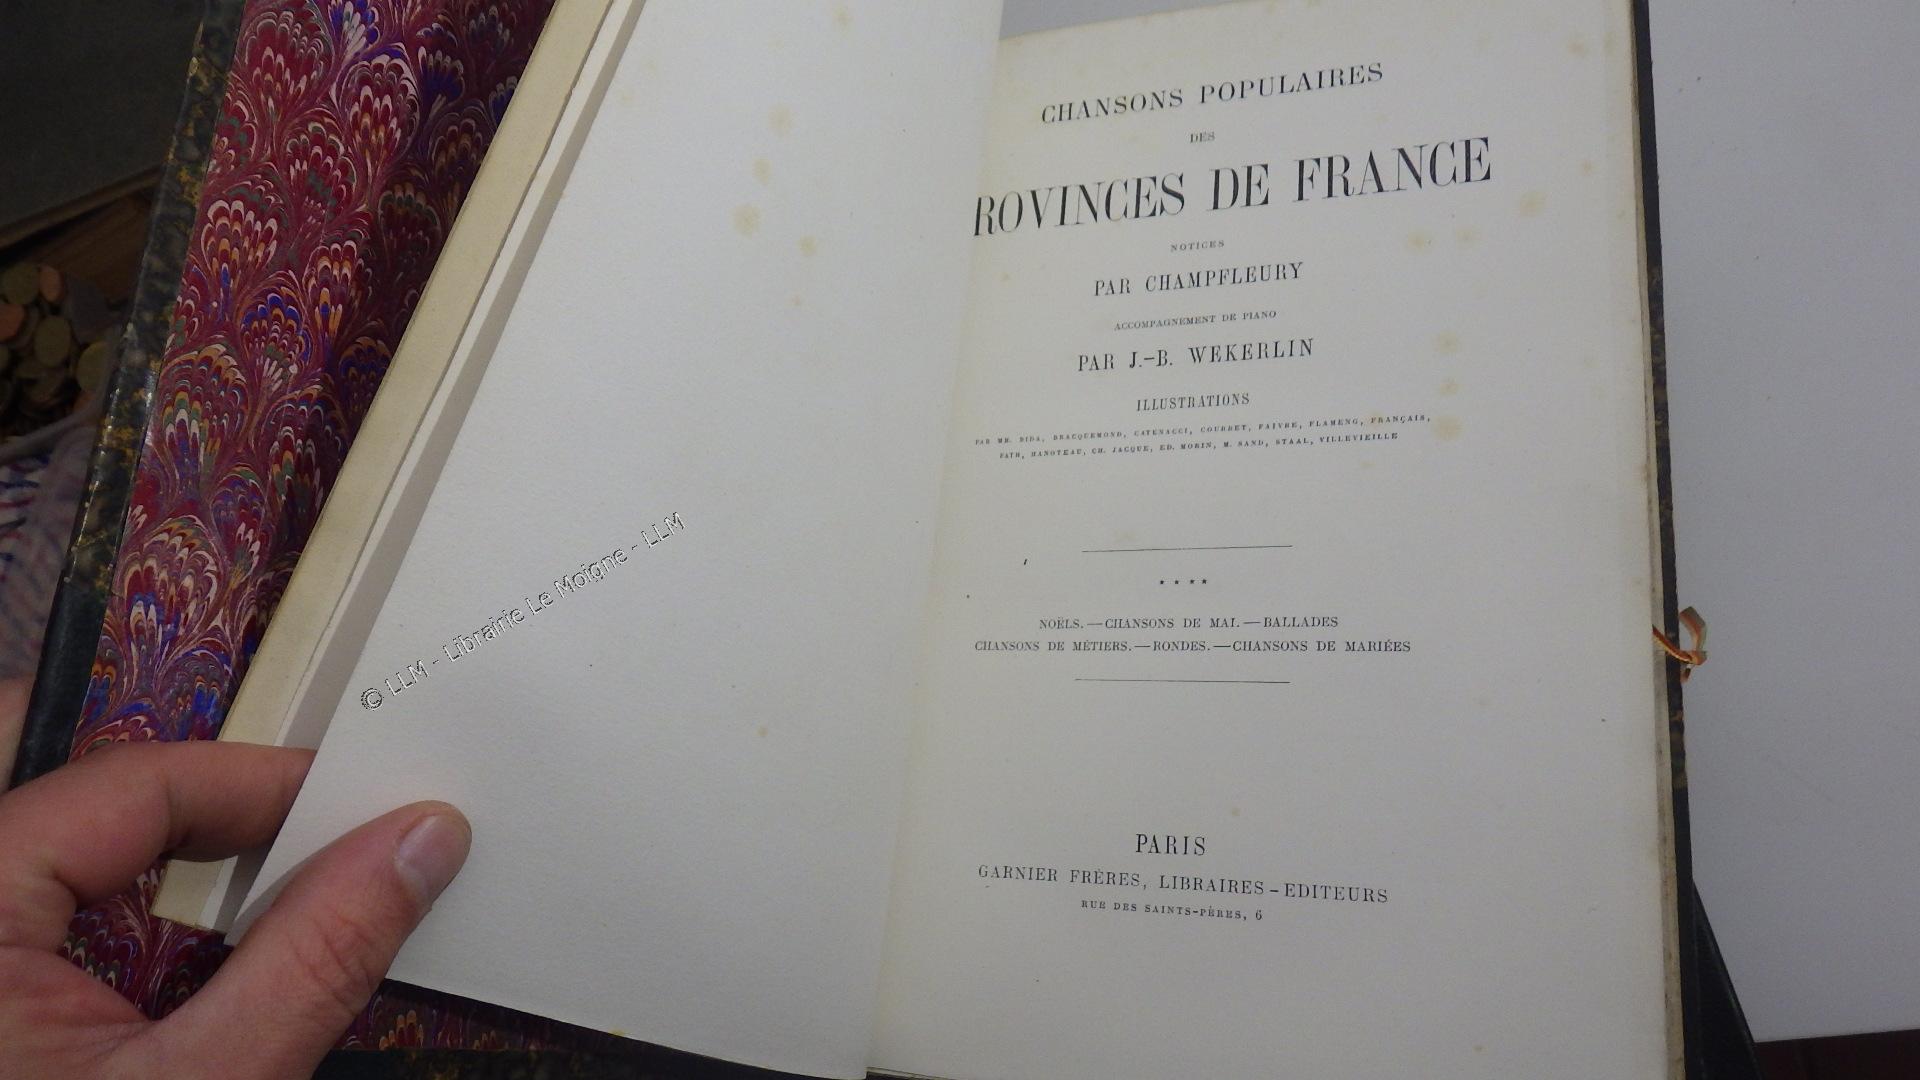 CHANSONS POPULAIRES
DES
ROVINCES DE FRANCE
NOTICES
PAR CHAMPFLEURY
ACCOMPAGNEMENT DE PIANO
PAR J.-B. WEKERLIN
ILLUSTRATIONS
PAR MM. BIDA, BRACQUEMOND, CATENACCI, COURBET, FAIVRE, FLAMENG, FRANÇAIS,
FATH, HANOTEAU, CH. JACQUE, ED. MORIN, M. SAND, STAAL, VILLEVIEILLE
* * * *
NOËLS. — CHANSONS DE MAI. — BALLADES
CHANSONS DE MÉTIERS. — RONDES. — CHANSONS DE MARIÉES
PARIS
GARNIER FRÈRES, LIBRAIRES-EDITEURS
RUE DES SAINTS-PÈRES, 6
© LLM - Librairie Le Moigne - LLM